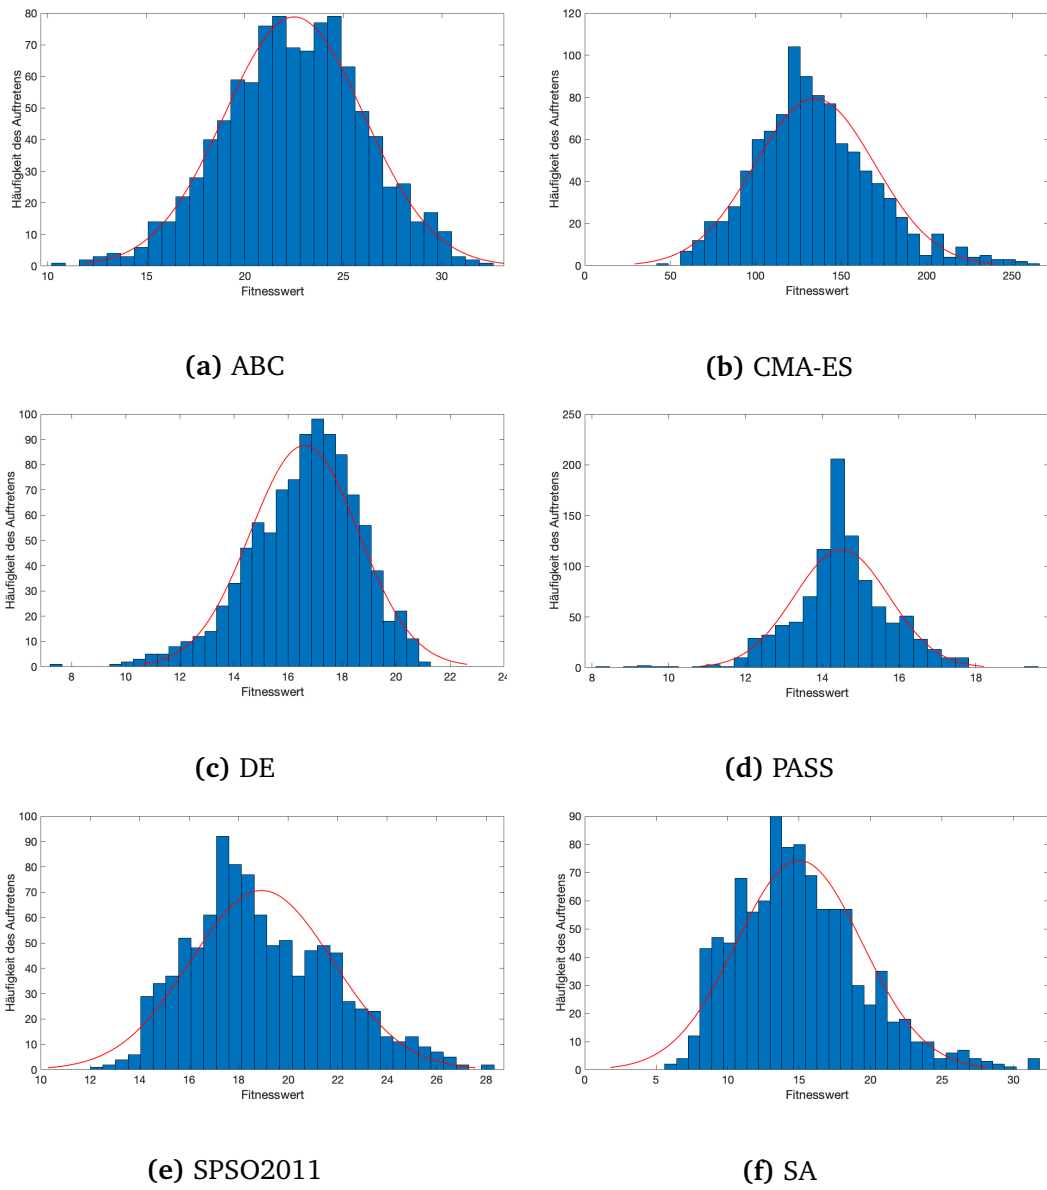 80
70
60
50
40
30
20
10
0
Häufigkeit des Auftretens
10 15 20 25 30
Fitnesswert
(a) ABC
120
100
80
60
40
20
0
Häufigkeit des Auftretens
0 50 100 150 200 250
Fitnesswert
(b) CMA-ES
100
90
80
70
60
50
40
30
20
10
0
Häufigkeit des Auftretens
8 10 12 14 16 18 20 22 24
Fitnesswert
(c) DE
250
200
150
100
50
0
Häufigkeit des Auftretens
8 10 12 14 16 18
Fitnesswert
(d) PASS
100
90
80
70
60
50
40
30
20
10
0
Häufigkeit des Auftretens
10 12 14 16 18 20 22 24 26 28
Fitnesswert
(e) SPSO2011
90
80
70
60
50
40
30
20
10
0
Häufigkeit des Auftretens
0 5 10 15 20 25 30
Fitnesswert
(f) SA